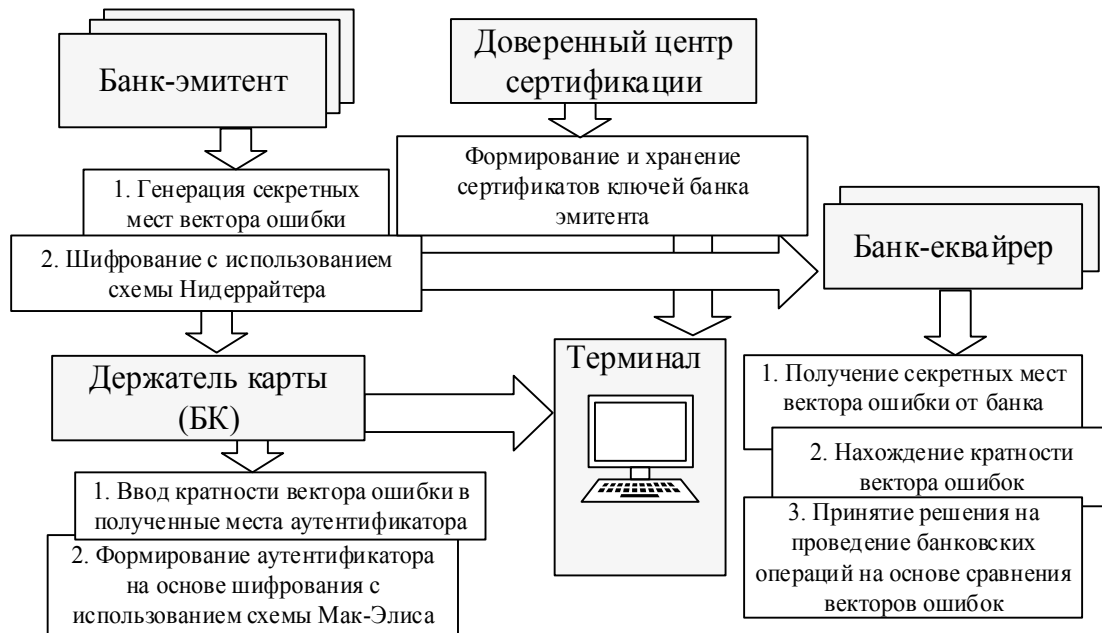 Банк-эмитент
1. Генерация секретных
мест вектора ошибки
2. Шифрование с использованием
схемы Нидеррайтера
Доверенный центр
сертификации
Формирование и хранение
сертификатов ключей банка
эмитента
Банк-еквайрер
Держатель карты
(БК)
1. Ввод кратности вектора ошибки в
полученные места аутентификатора
2. Формирование аутентификатора
на основе шифрования с
использованием схемы Мак-Элиса
Терминал
1. Получение секретных мест
вектора ошибки от банка
2. Нахождение кратности
вектора ошибок
3. Принятие решения на
проведение банковских
операций на основе сравнения
векторов ошибок